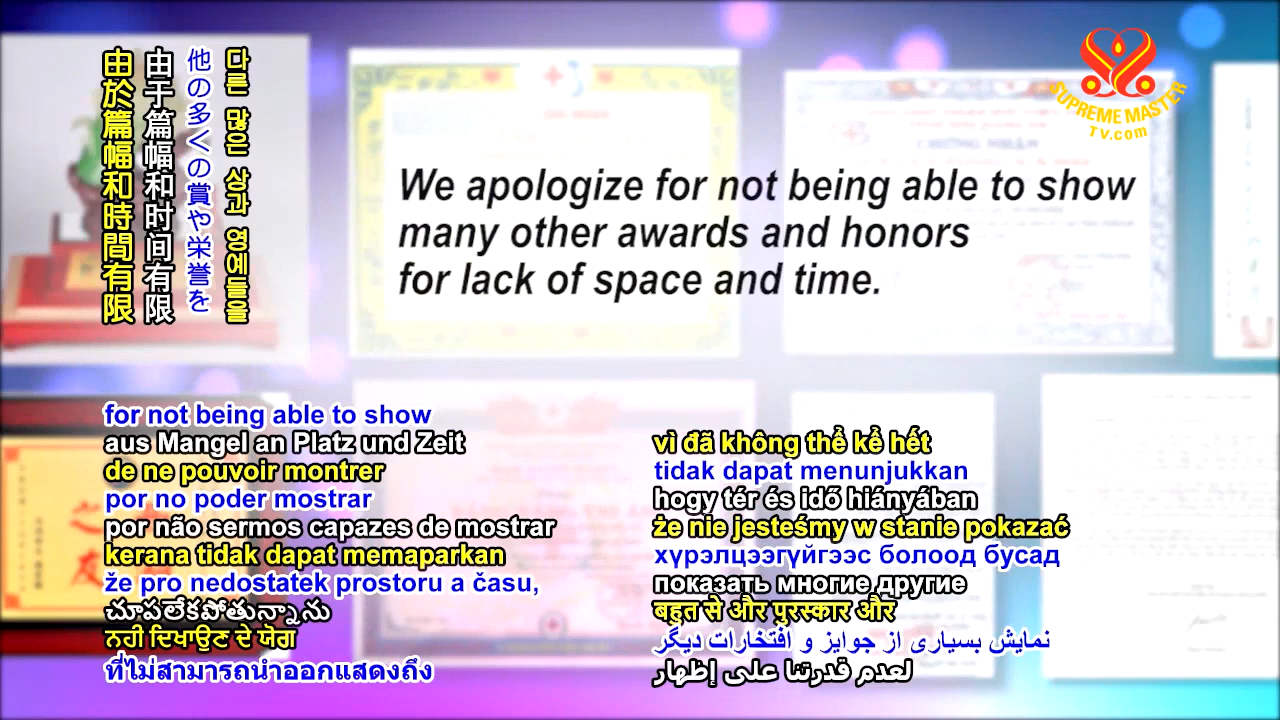 由於篇幅和時間有限
由于篇幅和时间有限
他の多くの賞や栄誉を
다른 많은 상과 영예들을
SUPREME MASTER
TV.com
We apologize for not being able to show
many other awards and honors
for lack of space and time.
for not being able to show
aus Mangel an Platz und Zeit
de ne pouvoir montrer
por no poder mostrar
por não sermos capazes de mostrar
kerana tidak dapat memaparkan
že pro nedostatek prostoru a času,
చూపలేకపోతున్నాను
ਨਹੀ ਦਿਖਾਉਣ ਦੇ ਯੋਗ
ที่ไม่สามารถนำออกแสดงถึง
vì đã không thể kể hết
tidak dapat menunjukkan
hogy tér és idő hiányában
że nie jesteśmy w stanie pokazać
хүрэлцээгүйгээс болоод бусад
показать многие другие
बहुत से और पुरस्कार और
نمایش بسیاری از جوایز و افتخارات دیگر
لعدم قدرتنا على إظهار